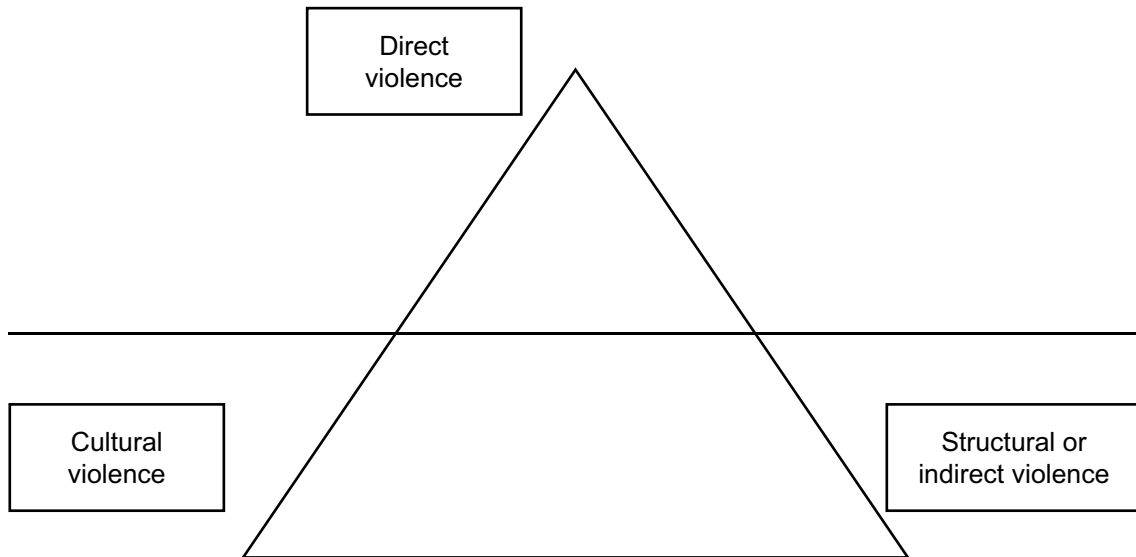 Direct
violence
Cultural
violence
Structural or
indirect violence